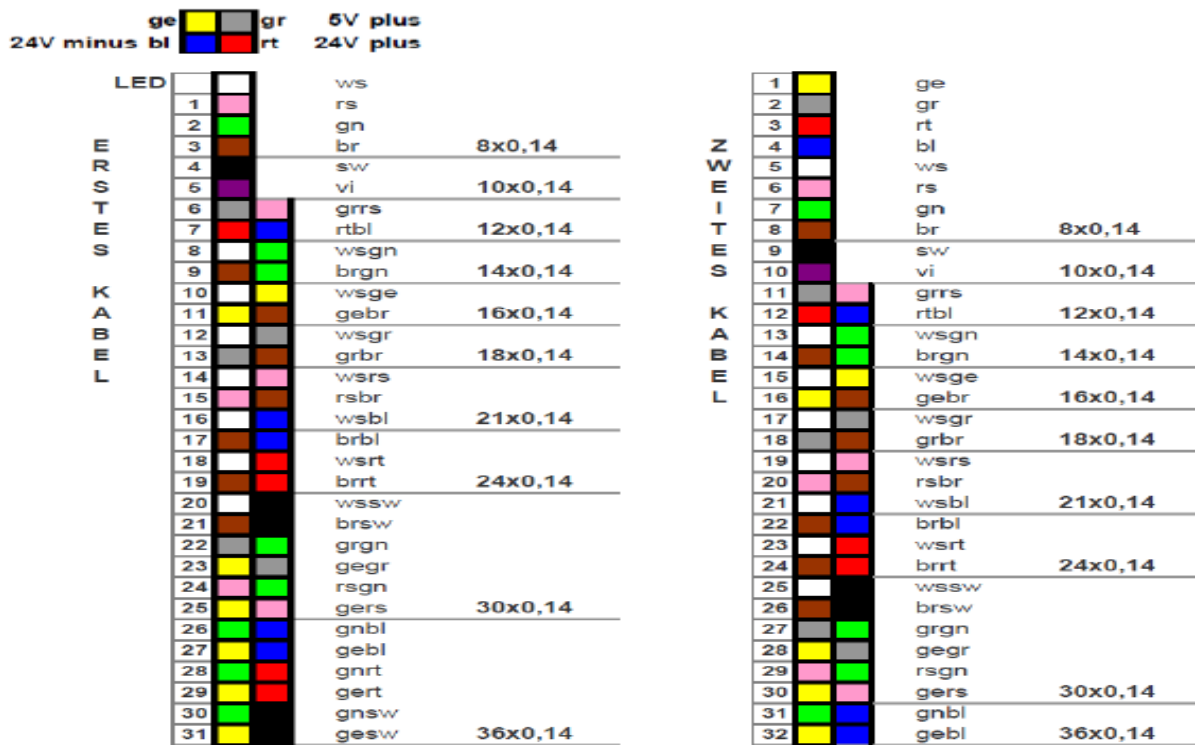 ge gr 5V plus
24V minus bl rt 24V plus
LED ws
1 rs
2 gn
3 br 8x0,14
4 sw
5 vi 10x0,14
6 grrs
7 rtbl 12x0,14
8 wsgn
9 brgn 14x0,14
10 wsge
11 gebr 16x0,14
12 wsgr
13 grbr 18x0,14
14 wsrs
15 rsbr
16 wsbl 21x0,14
17 brbl
18 wsrt
19 brrt 24x0,14
20 wssw
21 brsw
22 grgn
23 gegr
24 rsgn
25 gers 30x0,14
26 gnbl
27 gebl
28 gnrt
29 gert
30 gnsw
31 gesw 36x0,14
ERSTES KABEL
1 ge
2 gr
3 rt
4 bl
5 ws
6 rs
7 gn
8 br 8x0,14
9 sw
10 vi 10x0,14
11 grrs
12 rtbl 12x0,14
13 wsgn
14 brgn 14x0,14
15 wsge
16 gebr 16x0,14
17 wsgr
18 grbr 18x0,14
19 wsrs
20 rsbr
21 wsbl 21x0,14
22 brbl
23 wsrt
24 brrt 24x0,14
25 wssw
26 brsw
27 grgn
28 gegr
29 rsgn
30 gers 30x0,14
31 gnbl
32 gebl 36x0,14
ZWEITES KABEL